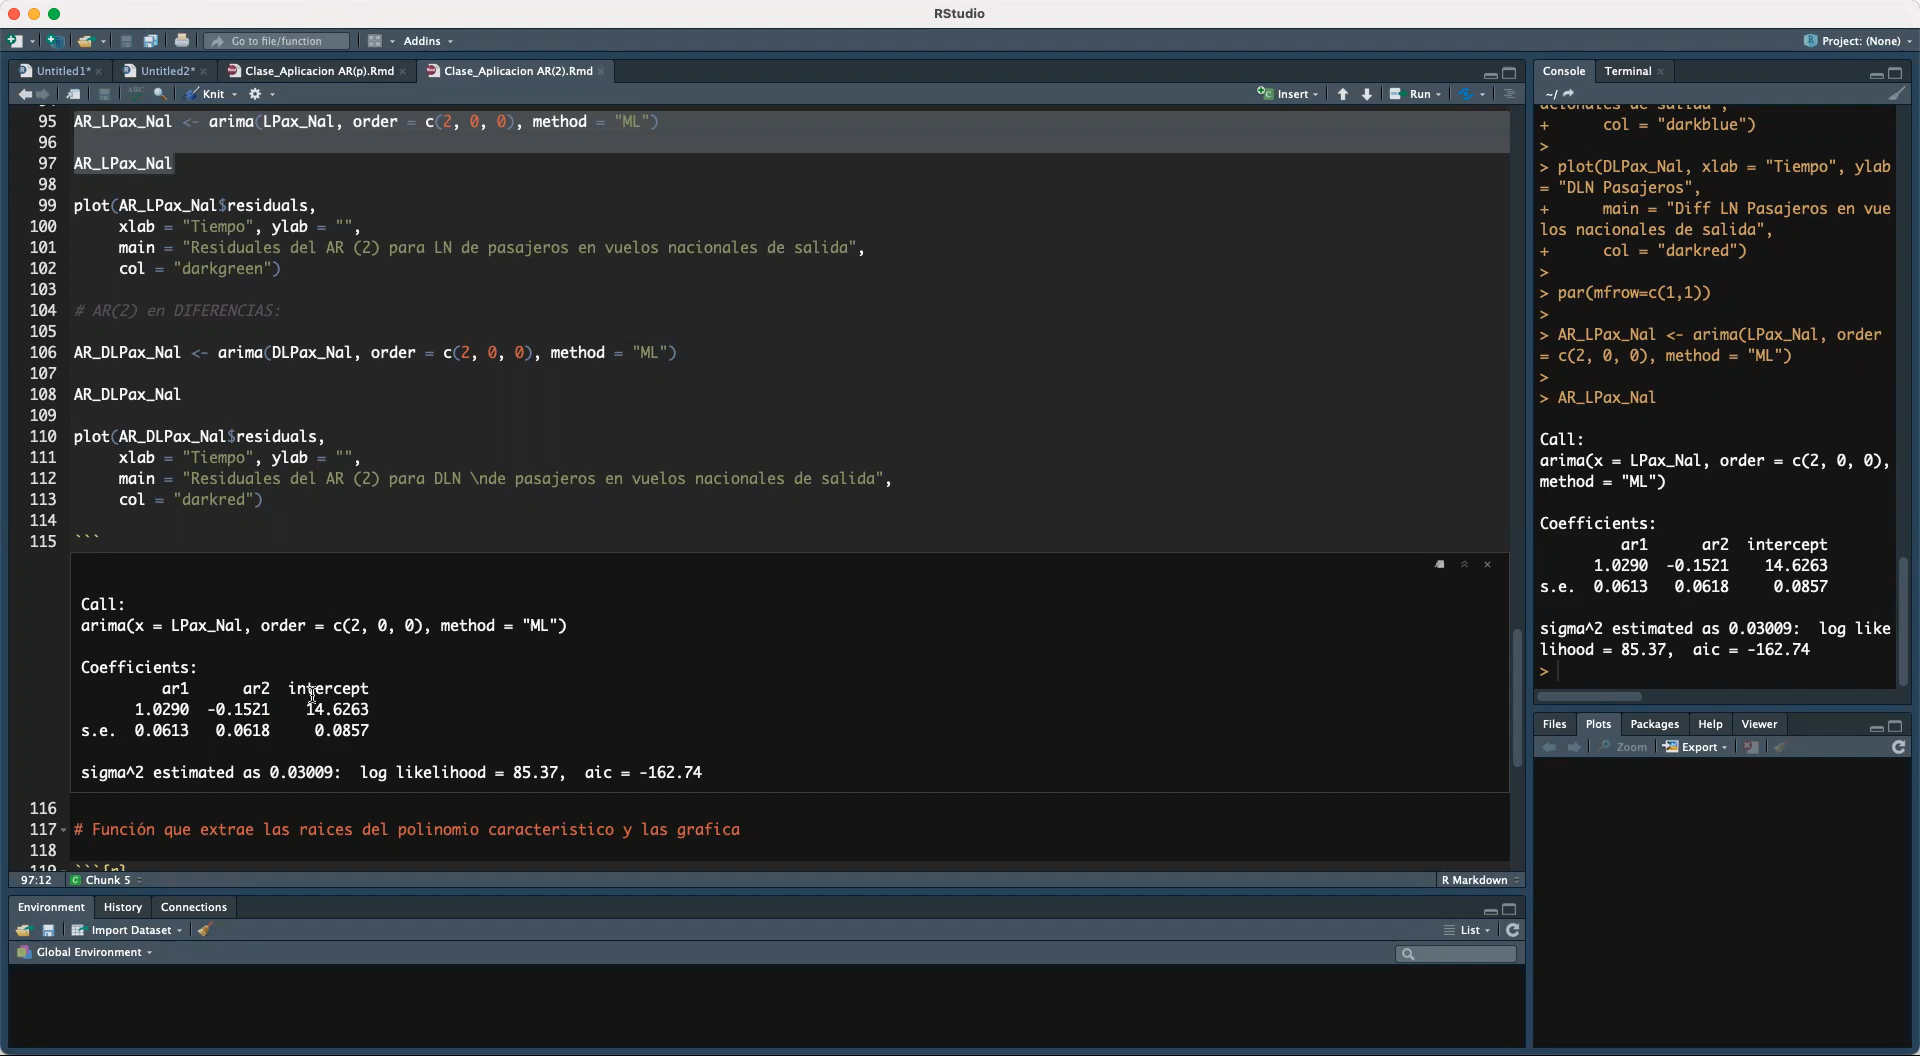 RStudio
Go to file/function
Addins
Project: (None)
Untitled1*
Untitled2*
Clase_Aplicacion AR(p).Rmd
Clase_Aplicacion AR(2).Rmd
ABC
Knit
Insert
Run
95 AR_LPax_Nal <- arima(LPax_Nal, order = c(2, 0, 0), method = "ML")
96
97 AR_LPax_Nal
98
99 plot(AR_LPax_Nal$residuals,
100 xlab = "Tiempo", ylab = "",
101 main = "Residuales del AR (2) para LN de pasajeros en vuelos nacionales de salida",
102 col = "darkgreen")
103
104 # AR(2) en DIFERENCIAS:
105
106 AR_DLPax_Nal <- arima(DLPax_Nal, order = c(2, 0, 0), method = "ML")
107
108 AR_DLPax_Nal
109
110 plot(AR_DLPax_Nal$residuals,
111 xlab = "Tiempo", ylab = "",
112 main = "Residuales del AR (2) para DLN \nde pasajeros en vuelos nacionales de salida",
113 col = "darkred")
114
115 ```
Call:
arima(x = LPax_Nal, order = c(2, 0, 0), method = "ML")
Coefficients:
ar1 ar2 intercept
1.0290 -0.1521 14.6263
s.e. 0.0613 0.0618 0.0857
sigma^2 estimated as 0.03009: log likelihood = 85.37, aic = -162.74
116
117 # Función que extrae las raices del polinomio caracteristico y las grafica
118
119 ```{r}
97:12
Chunk 5
R Markdown
Environment
History
Connections
Import Dataset
List
Global Environment
Console
Terminal
~/
acionales de salida",
+ col = "darkblue")
>
> plot(DLPax_Nal, xlab = "Tiempo", ylab
= "DLN Pasajeros",
+ main = "Diff LN Pasajeros en vue
los nacionales de salida",
+ col = "darkred")
>
> par(mfrow=c(1,1))
>
> AR_LPax_Nal <- arima(LPax_Nal, order
= c(2, 0, 0), method = "ML")
>
> AR_LPax_Nal
Call:
arima(x = LPax_Nal, order = c(2, 0, 0),
method = "ML")
Coefficients:
ar1 ar2 intercept
1.0290 -0.1521 14.6263
s.e. 0.0613 0.0618 0.0857
sigma^2 estimated as 0.03009: log like
lihood = 85.37, aic = -162.74
>
Files
Plots
Packages
Help
Viewer
Zoom
Export